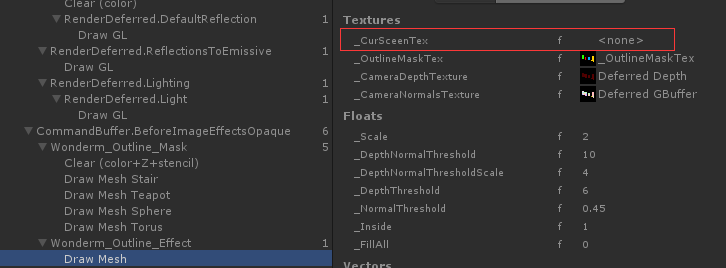 Clear (color)
RenderDeferred.DefaultReflection 1
Draw GL
RenderDeferred.ReflectionsToEmissive 1
Draw GL
RenderDeferred.Lighting 1
RenderDeferred.Light 1
Draw GL
CommandBuffer.BeforeImageEffectsOpaque 6
Wonderm_Outline_Mask 5
Clear (color+Z+stencil)
Draw Mesh Stair
Draw Mesh Teapot
Draw Mesh Sphere
Draw Mesh Torus
Wonderm_Outline_Effect 1
Draw Mesh
Textures
_CurSceenTex f <none>
_OutlineMaskTex f _OutlineMaskTex
_CameraDepthTexture f Deferred Depth
_CameraNormalsTexture f Deferred GBuffer
Floats
_Scale f 2
_DepthNormalThreshold f 10
_DepthNormalThresholdScale f 4
_DepthThreshold f 6
_NormalThreshold f 0.45
_Inside f 1
_FillAll f 0
Vectors